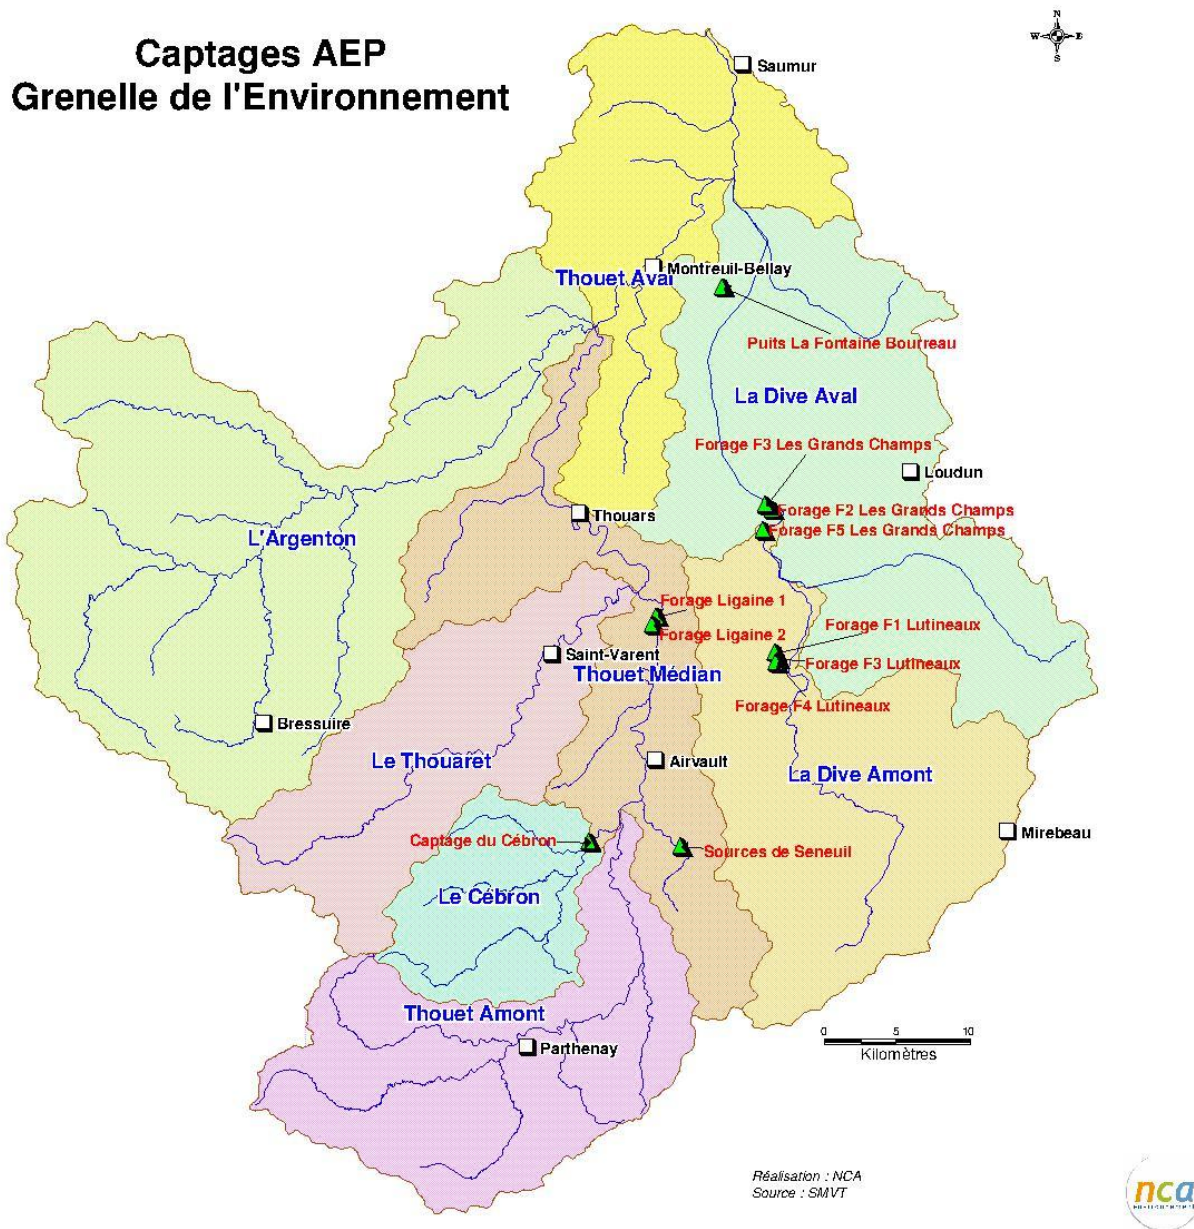 Captages AEP
Grenelle de l'Environnement
N
W E
S
Saumur
Montreuil-Bellay
Thouet Aval
Puits La Fontaine Bourreau
La Dive Aval
Forage F3 Les Grands Champs
Loudun
Forage F2 Les Grands Champs
Thouars
Forage F5 Les Grands Champs
L'Argenton
Forage Ligaine 1
Forage F1 Lutineaux
Forage Ligaine 2
Saint-Varent
Forage F3 Lutineaux
Thouet Médian
Forage F4 Lutineaux
Bressuire
Le Thouaret
Airvault
La Dive Amont
Mirebeau
Captage du Cébron
Sources de Seneuil
Le Cébron
Thouet Amont
0 5 10
Kilomètres
Parthenay
Réalisation : NCA
Source : SMVT
nca
environnement